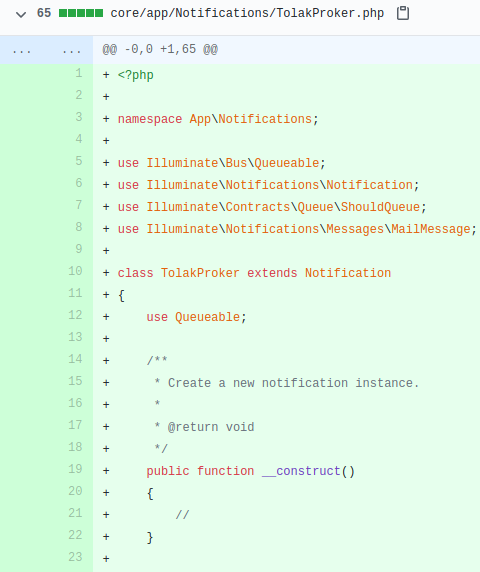 65 core/app/Notifications/TolakProker.php
... ... @@ -0,0 +1,65 @@
1 + <?php
2 +
3 + namespace App\Notifications;
4 +
5 + use Illuminate\Bus\Queueable;
6 + use Illuminate\Notifications\Notification;
7 + use Illuminate\Contracts\Queue\ShouldQueue;
8 + use Illuminate\Notifications\Messages\MailMessage;
9 +
10 + class TolakProker extends Notification
11 + {
12 +     use Queueable;
13 +
14 +     /**
15 +      * Create a new notification instance.
16 +      *
17 +      * @return void
18 +      */
19 +     public function __construct()
20 +     {
21 +         //
22 +     }
23 +